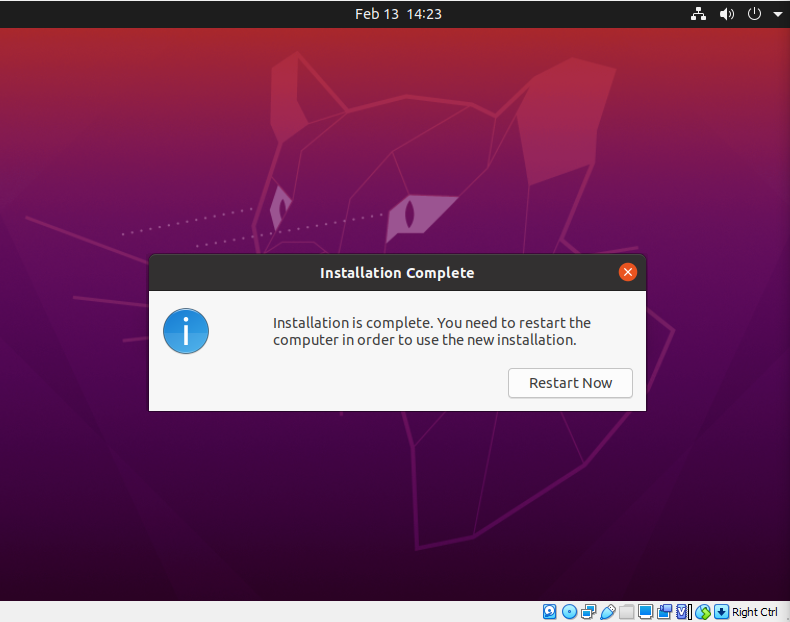 Feb 13 14:23
Installation Complete
Installation is complete. You need to restart the
computer in order to use the new installation.
Restart Now
Right Ctrl